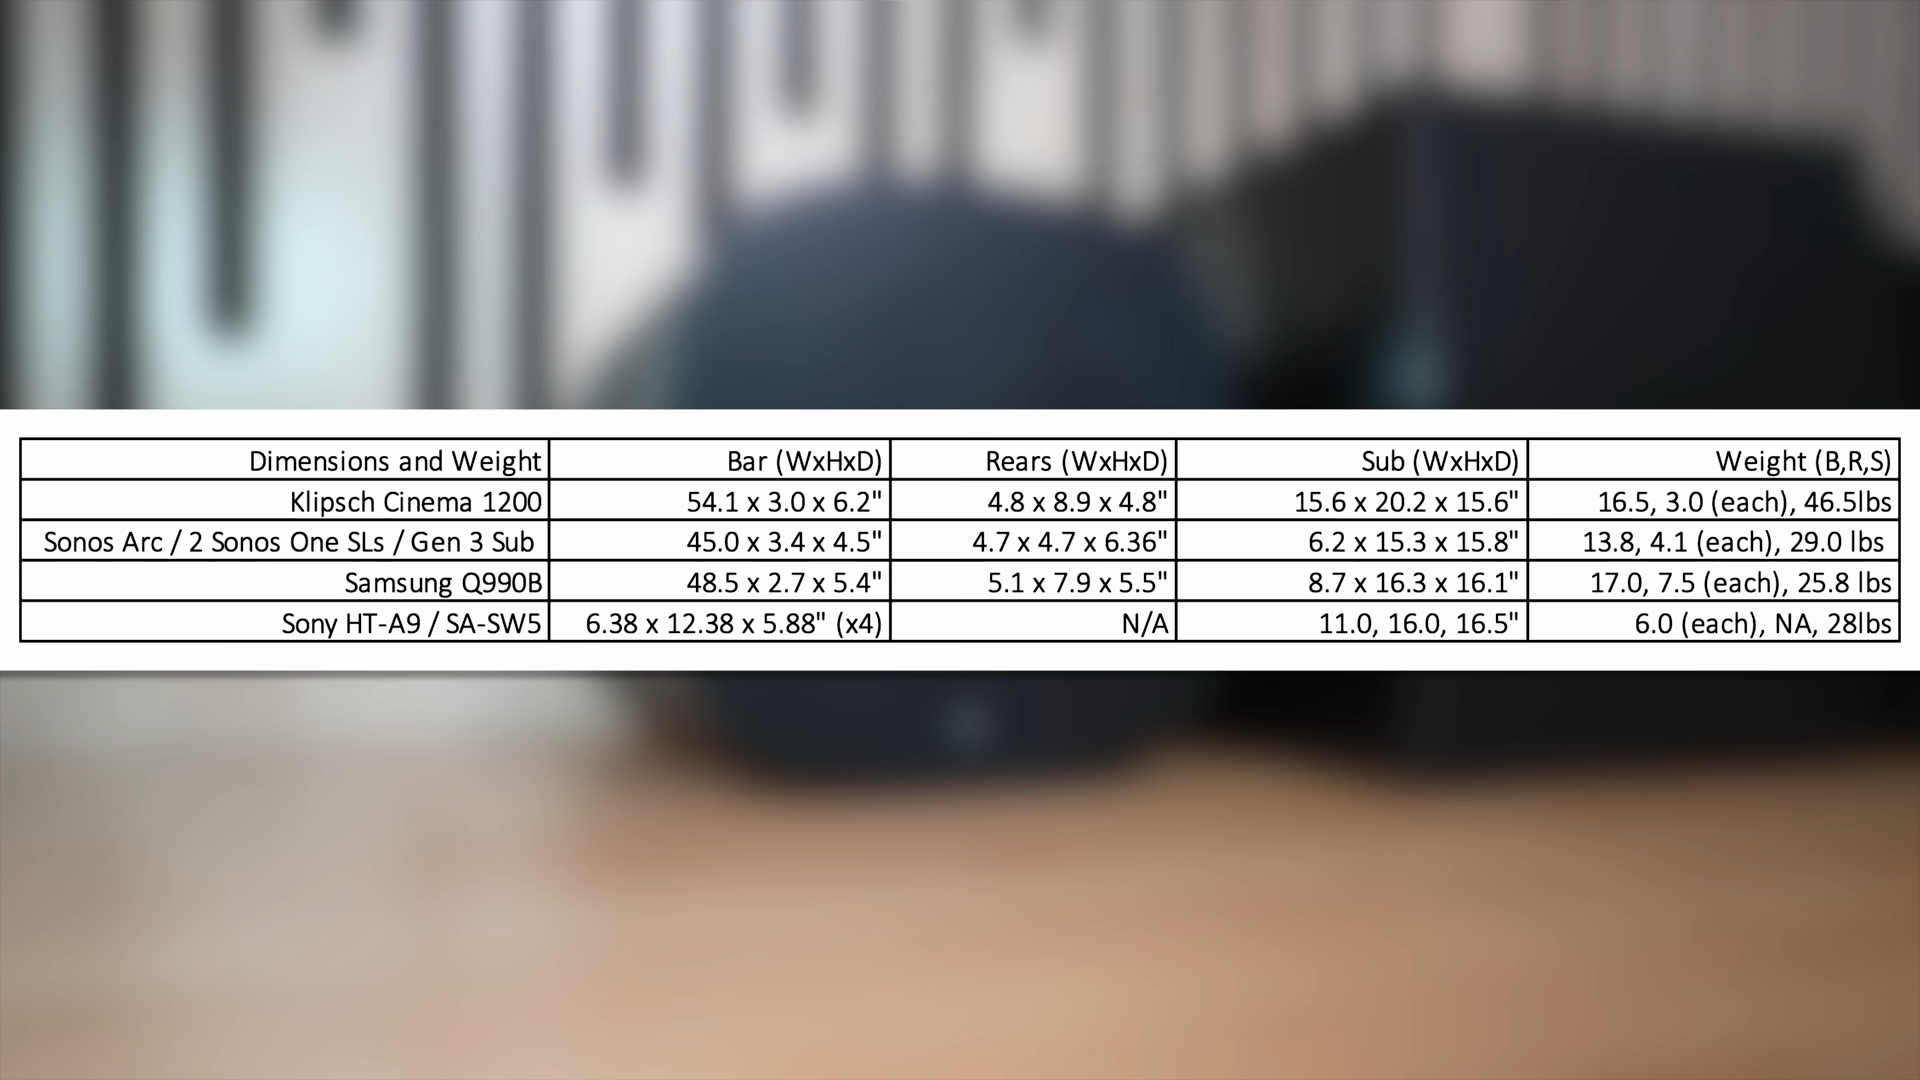 Dimensions and Weight Bar (WxHxD) Rears (WxHxD) Sub (WxHxD) Weight (B,R,S)
Klipsch Cinema 1200 54.1 x 3.0 x 6.2" 4.8 x 8.9 x 4.8" 15.6 x 20.2 x 15.6" 16.5, 3.0 (each), 46.5lbs
Sonos Arc / 2 Sonos One SLs / Gen 3 Sub 45.0 x 3.4 x 4.5" 4.7 x 4.7 x 6.36" 6.2 x 15.3 x 15.8" 13.8, 4.1 (each), 29.0 lbs
Samsung Q990B 48.5 x 2.7 x 5.4" 5.1 x 7.9 x 5.5" 8.7 x 16.3 x 16.1" 17.0, 7.5 (each), 25.8 lbs
Sony HT-A9 / SA-SW5 6.38 x 12.38 x 5.88" (x4) N/A 11.0, 16.0, 16.5" 6.0 (each), NA, 28lbs